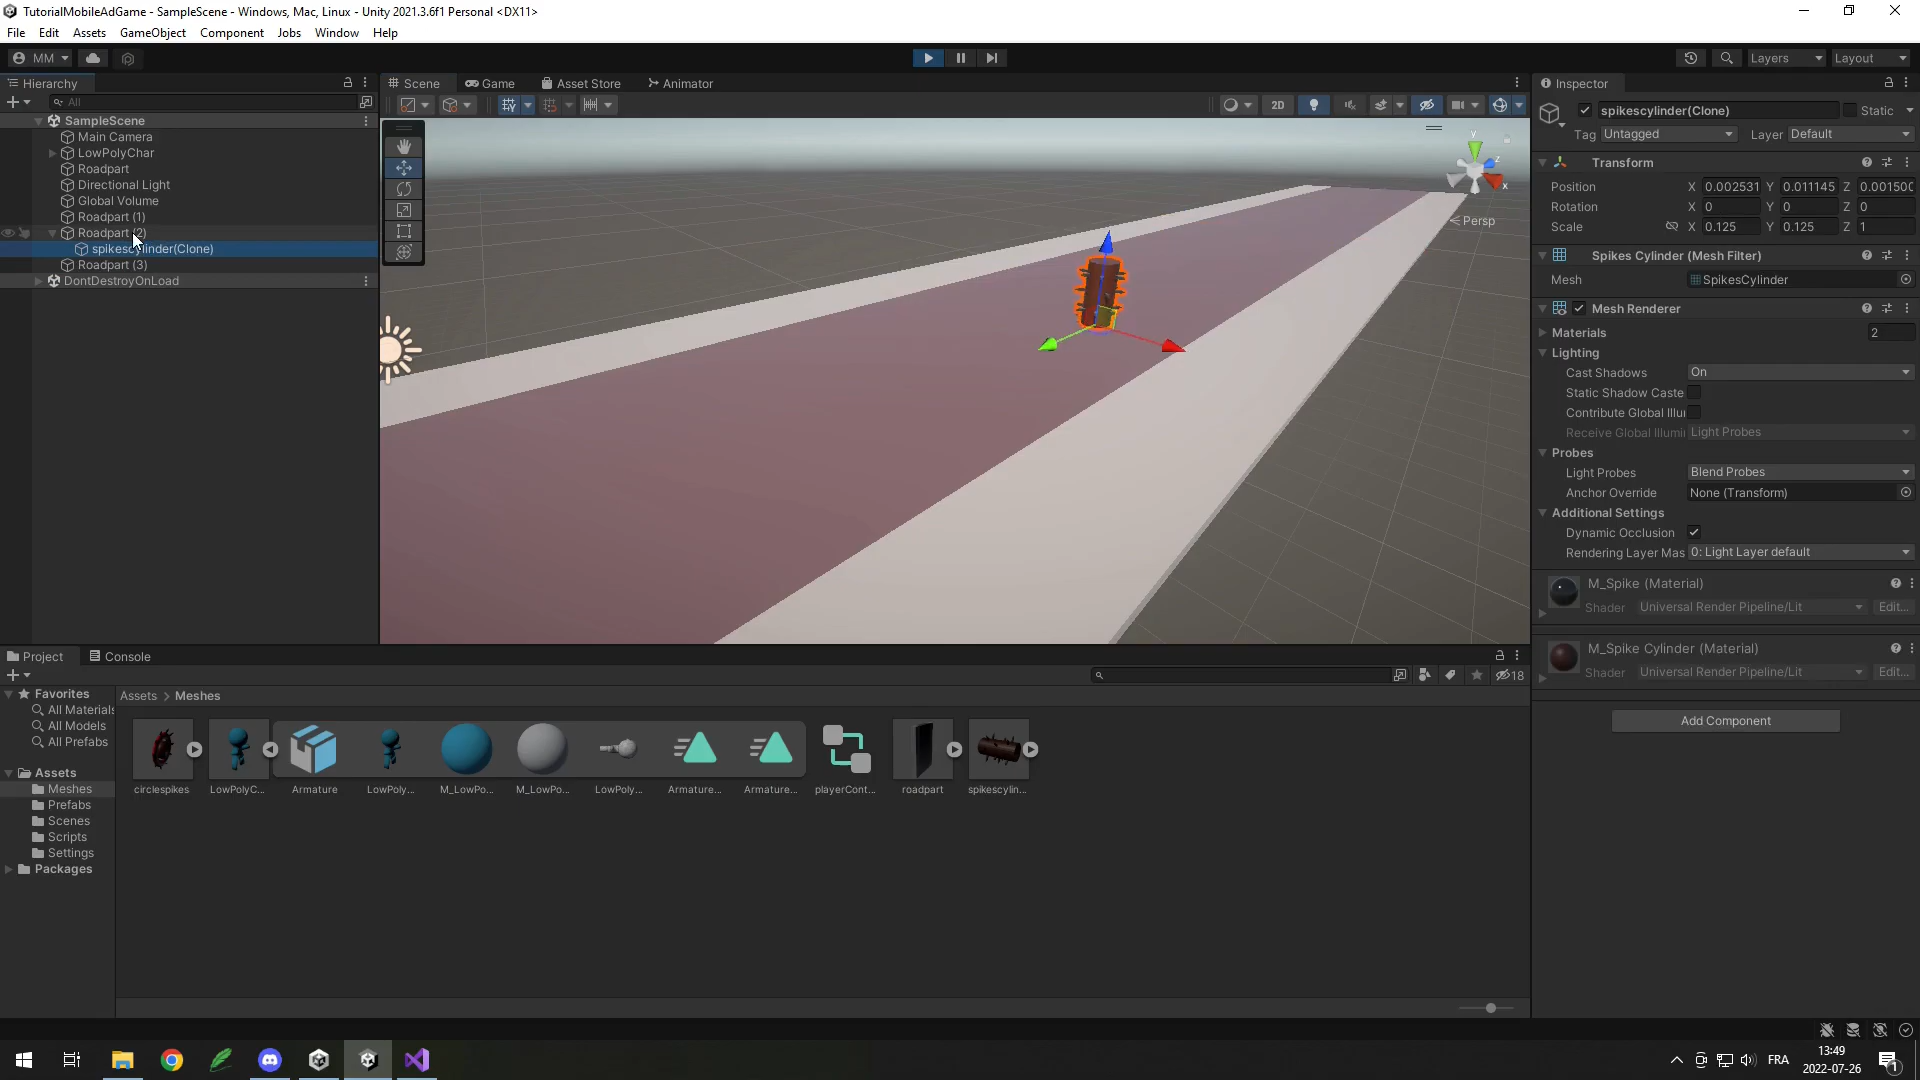 TutorialMobileAdGame - SampleScene - Windows, Mac, Linux - Unity 2021.3.6f1 Personal <DX11>
File Edit Assets GameObject Component Jobs Window Help
MM
Layers
Layout
Hierarchy
All
SampleScene
Main Camera
LowPolyChar
Roadpart
Directional Light
Global Volume
Roadpart (1)
Roadpart (2)
spikescylinder(Clone)
Roadpart (3)
DontDestroyOnLoad
Scene
Game
Asset Store
Animator
2D
y
z
x
Persp
Inspector
spikescylinder(Clone)
Static
Tag Untagged
Layer Default
Transform
Position X 0.002531 Y 0.011145 Z 0.001500
Rotation X 0 Y 0 Z 0
Scale X 0.125 Y 0.125 Z 1
Spikes Cylinder (Mesh Filter)
Mesh SpikesCylinder
Mesh Renderer
Materials 2
Lighting
Cast Shadows On
Static Shadow Caste
Contribute Global Illu
Receive Global Illumi Light Probes
Probes
Light Probes Blend Probes
Anchor Override None (Transform)
Additional Settings
Dynamic Occlusion
Rendering Layer Mas 0: Light Layer default
M_Spike (Material)
Shader Universal Render Pipeline/Lit Edit...
M_Spike Cylinder (Material)
Shader Universal Render Pipeline/Lit Edit...
Add Component
Project
Console
18
Favorites
All Materials
All Models
All Prefabs
Assets
Meshes
Prefabs
Scenes
Scripts
Settings
Packages
Assets > Meshes
circlespikes
LowPolyC...
Armature
LowPoly...
M_LowPo...
M_LowPo...
LowPoly...
Armature...
Armature...
playerCont...
roadpart
spikescylin...
FRA
13:49
2022-07-26
1